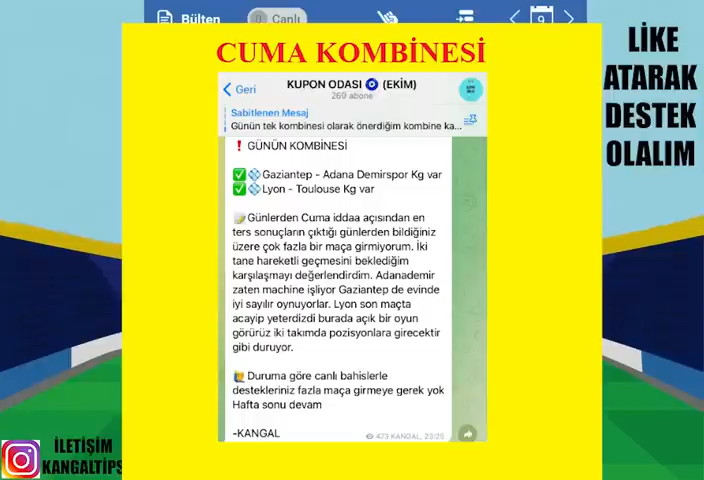 Bülten
0 Canlı
9
CUMA KOMBİNESİ
LİKE
ATARAK
DESTEK
OLALIM
Geri
KUPON ODASI 🧿 (EKİM)
269 abone
Sabitlenen Mesaj
Günün tek kombinesi olarak önerdiğim kombine ka...
❗ GÜNÜN KOMBİNESİ
✅💠Gaziantep - Adana Demirspor Kg var
✅💠Lyon - Toulouse Kg var
📝Günlerden Cuma iddaa açısından en
ters sonuçların çıktığı günlerden bildiğiniz
üzere çok fazla bir maça girmiyorum. İki
tane hareketli geçmesini beklediğim
karşılaşmayı değerlendirdim. Adanademir
zaten machine işliyor Gaziantep de evinde
iyi sayılır oynuyorlar. Lyon son maçta
acayip yeterdizdi burada açık bir oyun
görürüz iki takımda pozisyonlara girecektir
gibi duruyor.
🙋‍♂️Duruma göre canlı bahislerle
destekleriniz fazla maça girmeye gerek yok
Hafta sonu devam
-KANGAL
473 KANGAL, 23:25
İLETİŞİM
KANGALTİPS